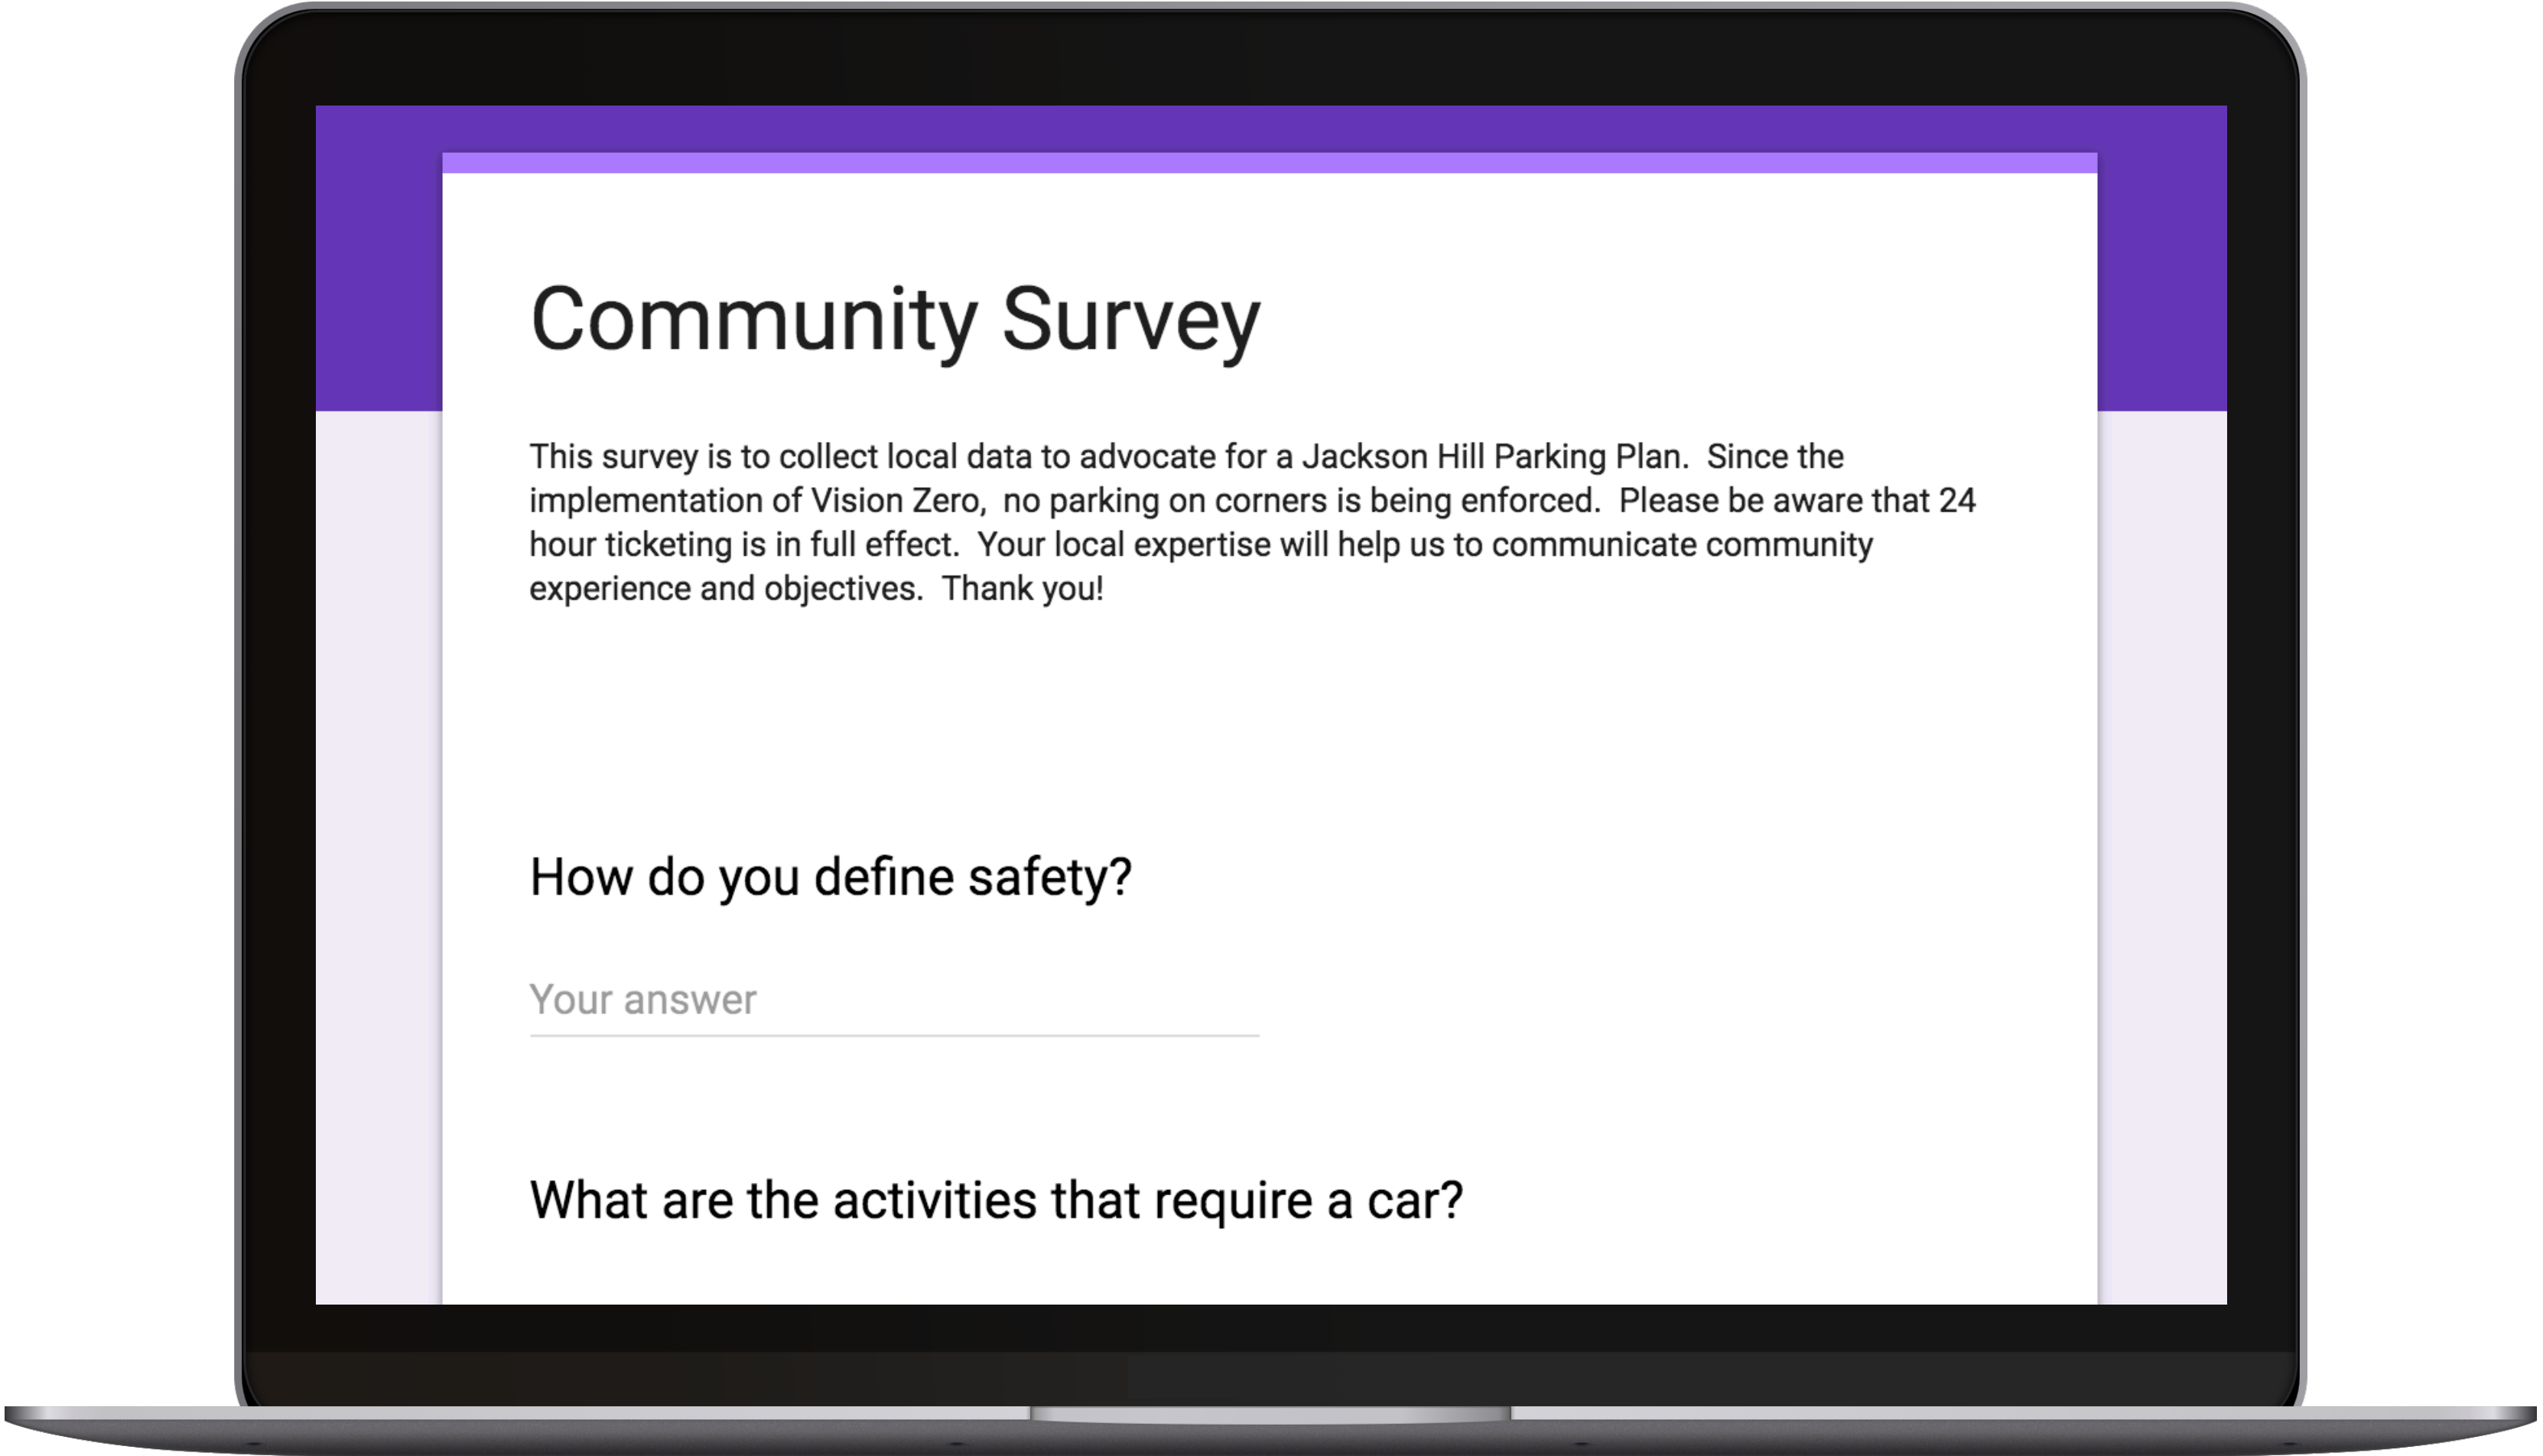 Community Survey
This survey is to collect local data to advocate for a Jackson Hill Parking Plan.  Since the
implementation of Vision Zero,  no parking on corners is being enforced.  Please be aware that 24
hour ticketing is in full effect.  Your local expertise will help us to communicate community
experience and objectives.  Thank you!
How do you define safety?
Your answer
What are the activities that require a car?